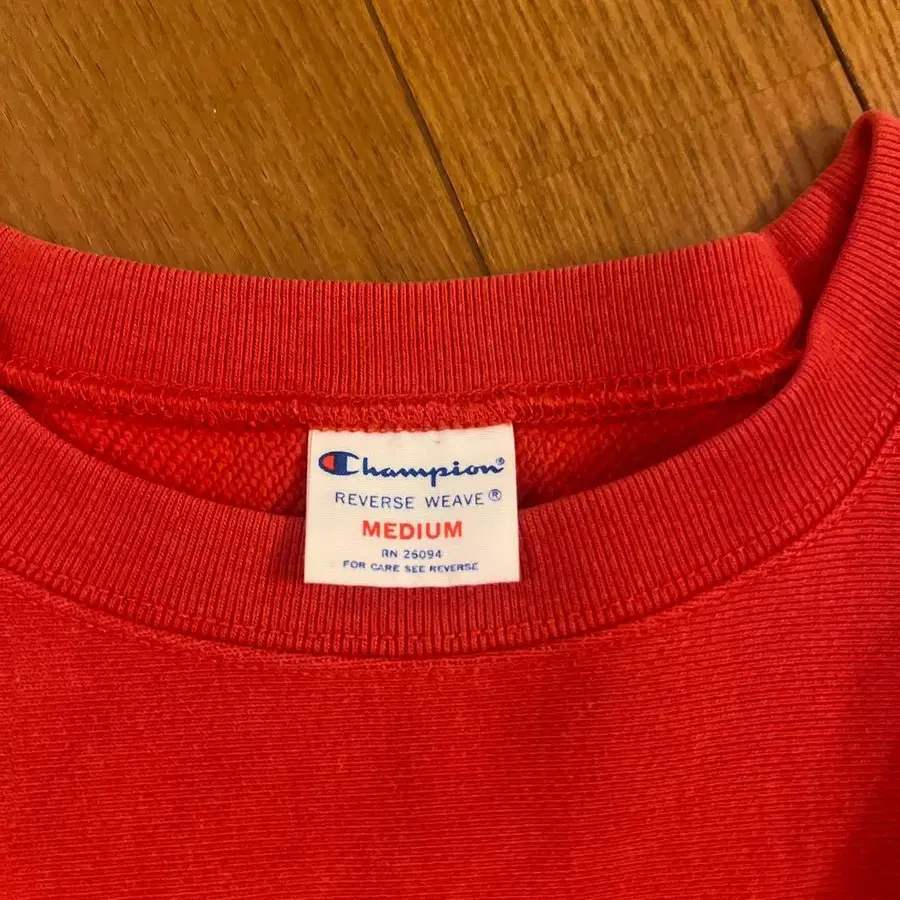 Champion®
REVERSE WEAVE®
MEDIUM
RN 26094
FOR CARE SEE REVERSE